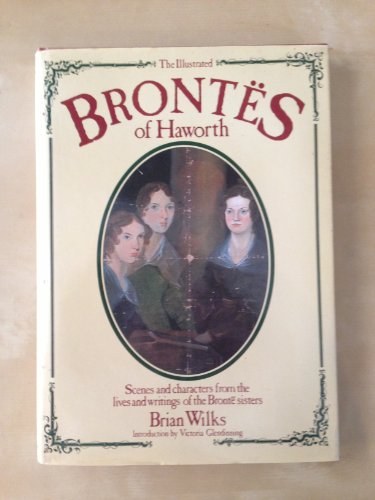 The Illustrated
BRONTËS
of Haworth
Scenes and characters from the
lives and writings of the Brontë sisters
Brian Wilks
Introduction by Victoria Glendinning